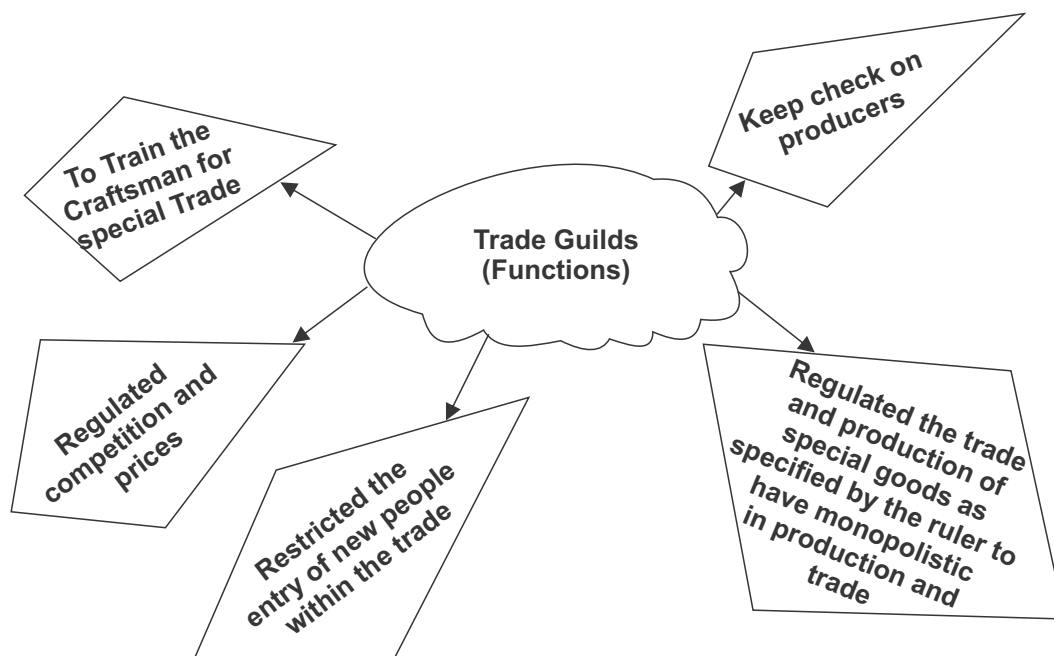 Trade Guilds
(Functions)
To Train the
Craftsman for
special Trade
Keep check on
producers
Regulated
competition and
prices
Restricted the
entry of new people
within the trade
Regulated the trade
and production of
special goods as
specified by the ruler to
have monopolistic
in production and
trade